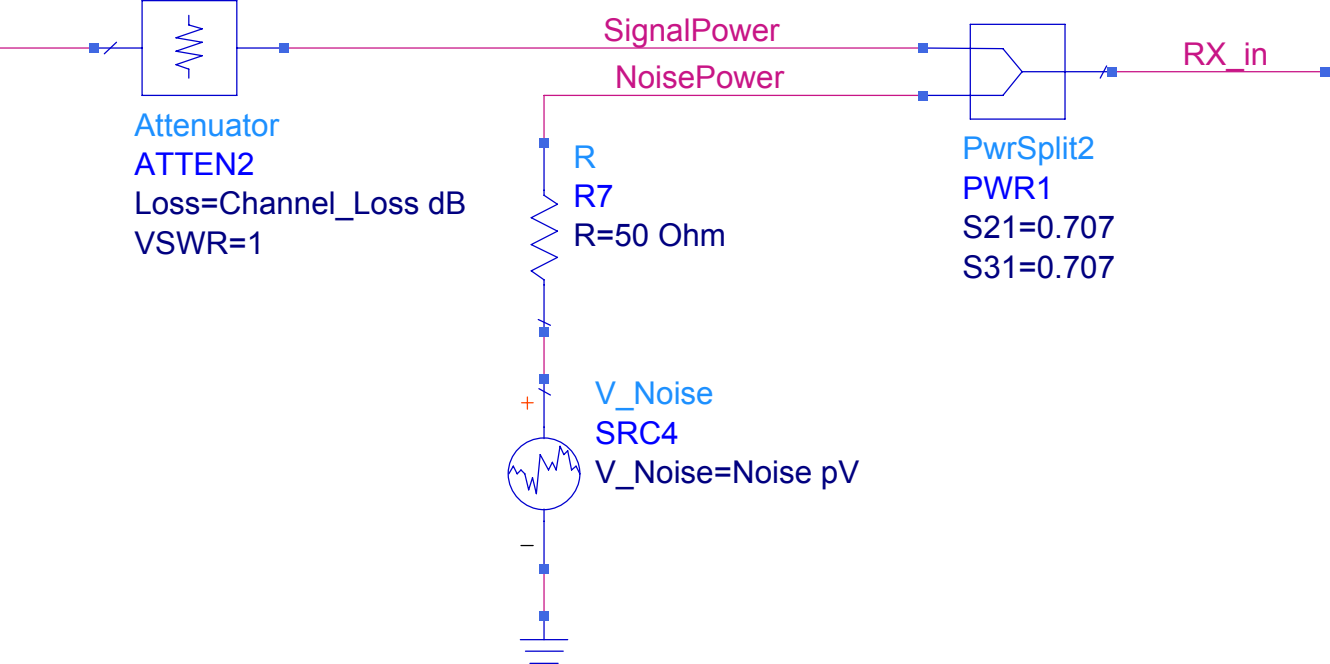 SignalPower
NoisePower
RX_in
Attenuator
ATTEN2
Loss=Channel_Loss dB
VSWR=1
R
R7
R=50 Ohm
PwrSplit2
PWR1
S21=0.707
S31=0.707
+
V_Noise
SRC4
V_Noise=Noise pV
−